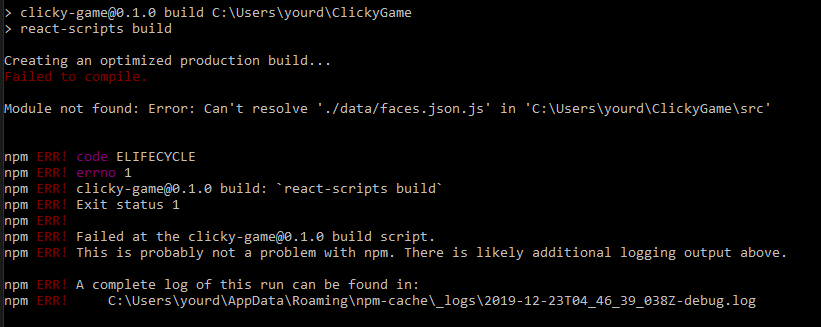 > clicky-game@0.1.0 build C:\Users\yourd\ClickyGame
> react-scripts build
Creating an optimized production build...
Failed to compile.
Module not found: Error: Can't resolve './data/faces.json.js' in 'C:\Users\yourd\ClickyGame\src'
npm ERR! code ELIFECYCLE
npm ERR! errno 1
npm ERR! clicky-game@0.1.0 build: `react-scripts build`
npm ERR! Exit status 1
npm ERR!
npm ERR! Failed at the clicky-game@0.1.0 build script.
npm ERR! This is probably not a problem with npm. There is likely additional logging output above.
npm ERR! A complete log of this run can be found in:
npm ERR!     C:\Users\yourd\AppData\Roaming\npm-cache\_logs\2019-12-23T04_46_39_038Z-debug.log